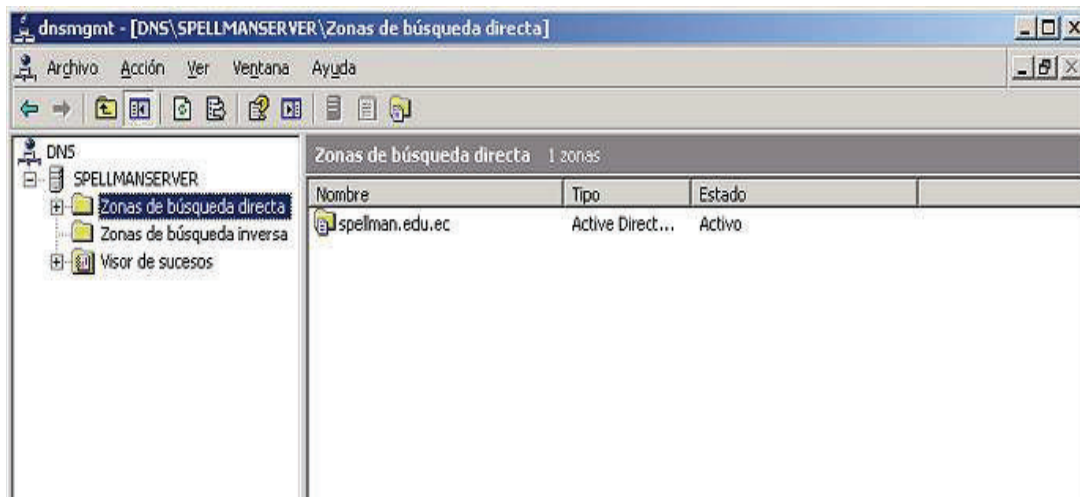 dnsmgmt - [DNS\SPELLMANSERVER\Zonas de búsqueda directa]
Archivo Acción Ver Ventana Ayuda
DNS
SPELLMANSERVER
Zonas de búsqueda directa
Zonas de búsqueda inversa
Visor de sucesos
Zonas de búsqueda directa 1 zonas
Nombre Tipo Estado
spellman.edu.ec Active Direct... Activo